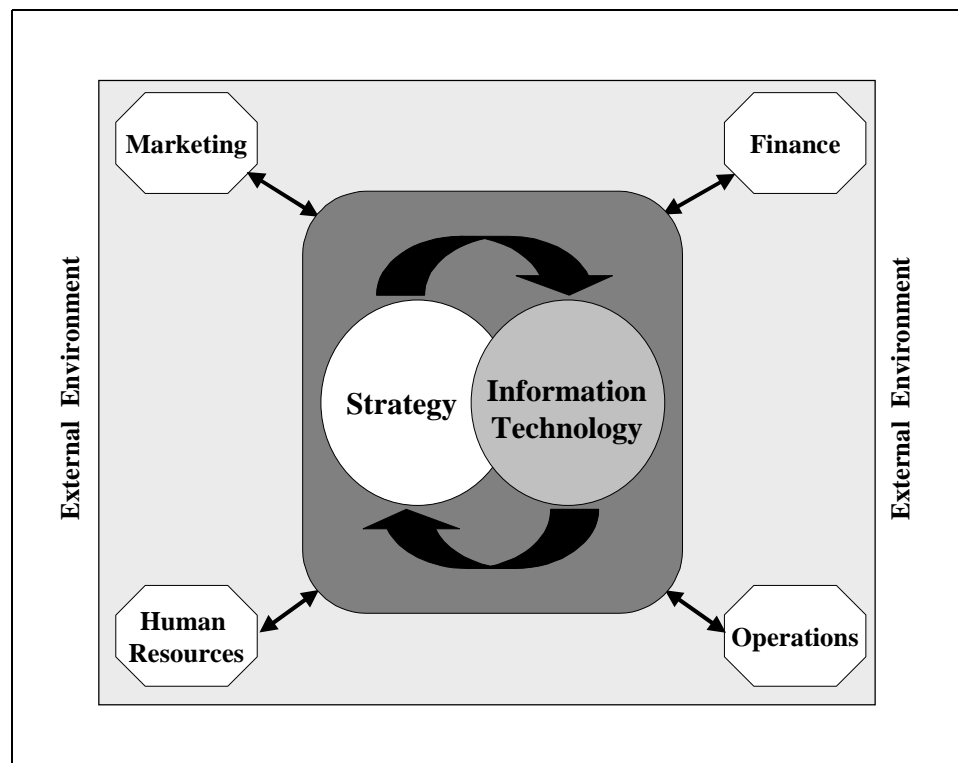 Marketing
Finance
External Environment
Strategy
Information
Technology
External Environment
Human
Resources
Operations